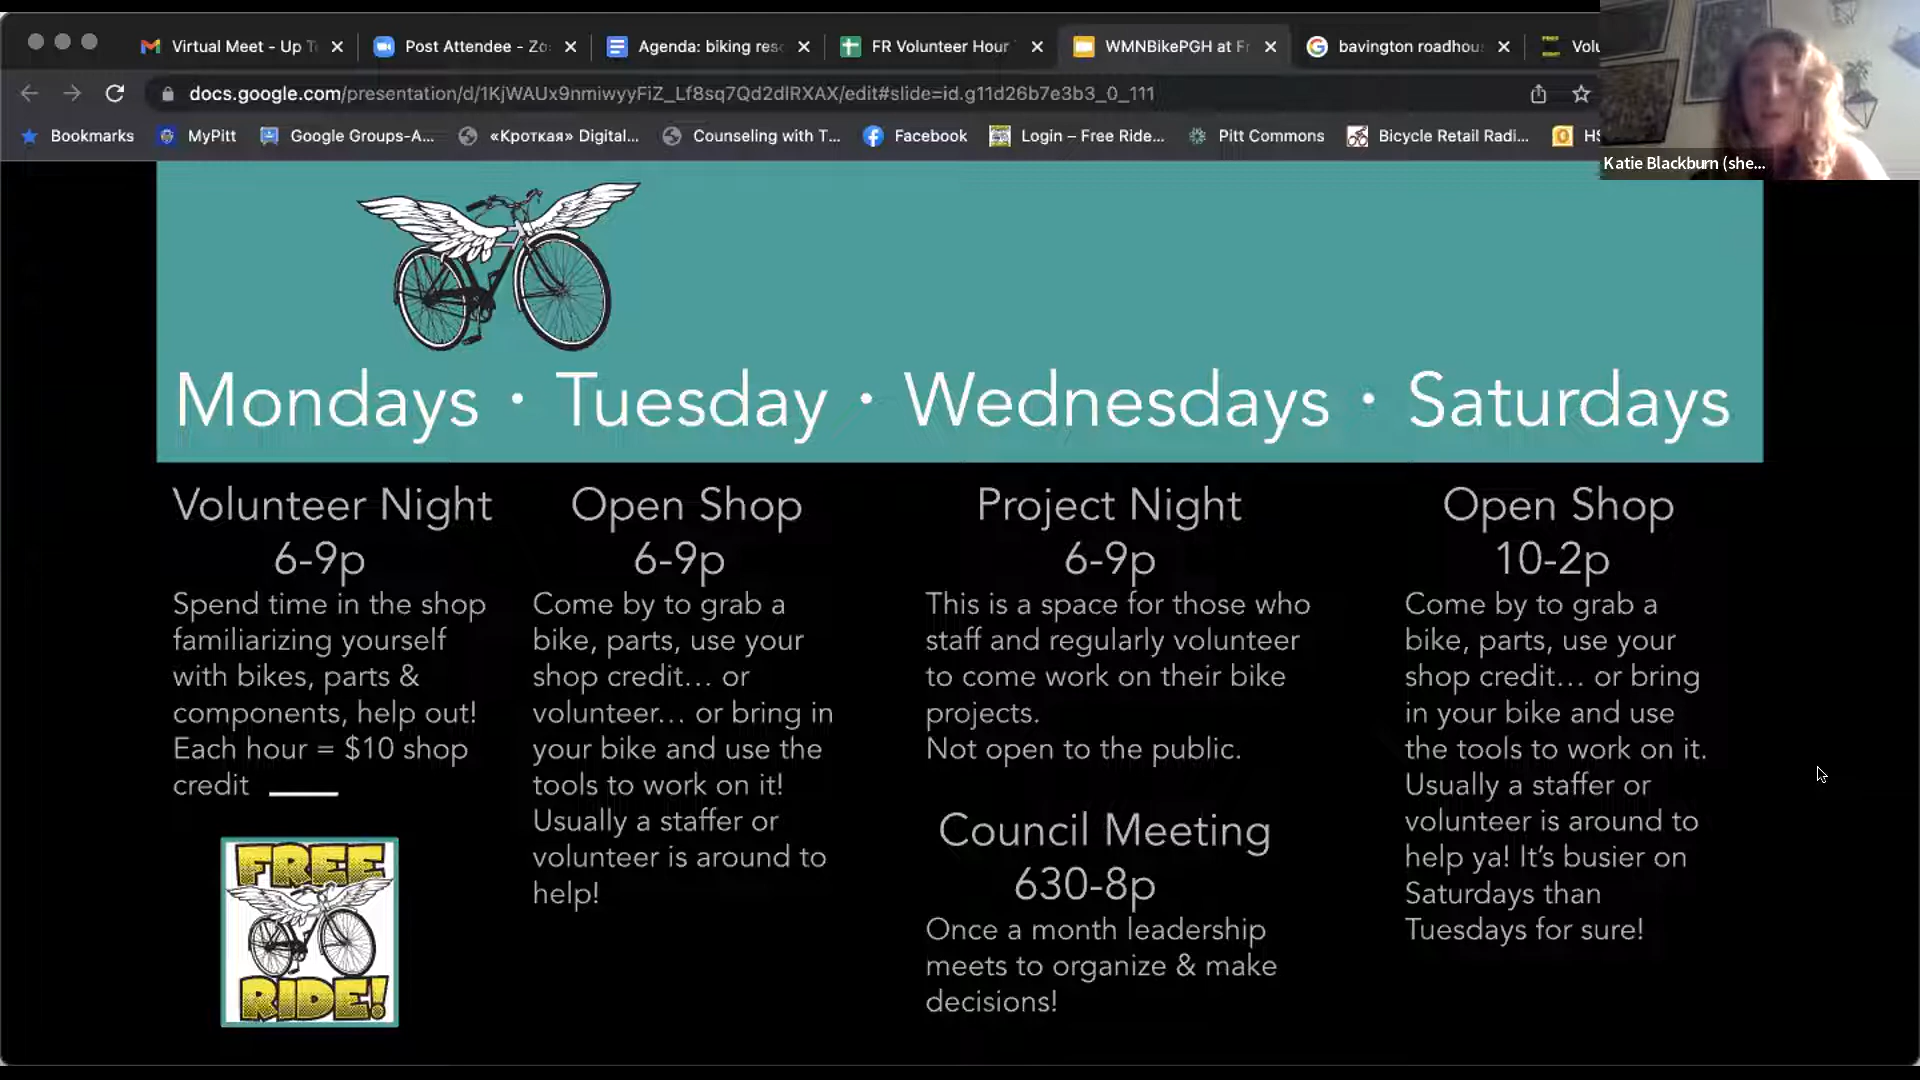 Virtual Meet - Up T
Post Attendee - Zo
Agenda: biking res
FR Volunteer Hour
WMNBikePGH at Fr
bavington roadhou
Volu
docs.google.com/presentation/d/1KjWAUx9nmiwyyFiZ_Lf8sq7Qd2dIRXAX/edit#slide=id.g11d26b7e3b3_0_111
Bookmarks
MyPitt
Google Groups-A...
«Кроткая» Digital...
Counseling with T...
Facebook
Login – Free Ride...
Pitt Commons
Bicycle Retail Radi...
HS
Katie Blackburn (she...
Mondays • Tuesday • Wednesdays • Saturdays
Volunteer Night
6-9p
Spend time in the shop
familiarizing yourself
with bikes, parts &
components, help out!
Each hour = $10 shop
credit
FREE
RIDE!
Open Shop
6-9p
Come by to grab a
bike, parts, use your
shop credit... or
volunteer... or bring in
your bike and use the
tools to work on it!
Usually a staffer or
volunteer is around to
help!
Project Night
6-9p
This is a space for those who
staff and regularly volunteer
to come work on their bike
projects.
Not open to the public.
Council Meeting
630-8p
Once a month leadership
meets to organize & make
decisions!
Open Shop
10-2p
Come by to grab a
bike, parts, use your
shop credit... or bring
in your bike and use
the tools to work on it.
Usually a staffer or
volunteer is around to
help ya! It's busier on
Saturdays than
Tuesdays for sure!